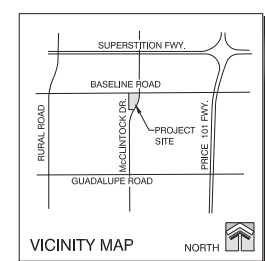 SUPERSTITION FWY.
BASELINE ROAD
RURAL ROAD
McCLINTOCK DR.
PROJECT
SITE
PRICE 101 FWY.
GUADALUPE ROAD
VICINITY MAP
NORTH